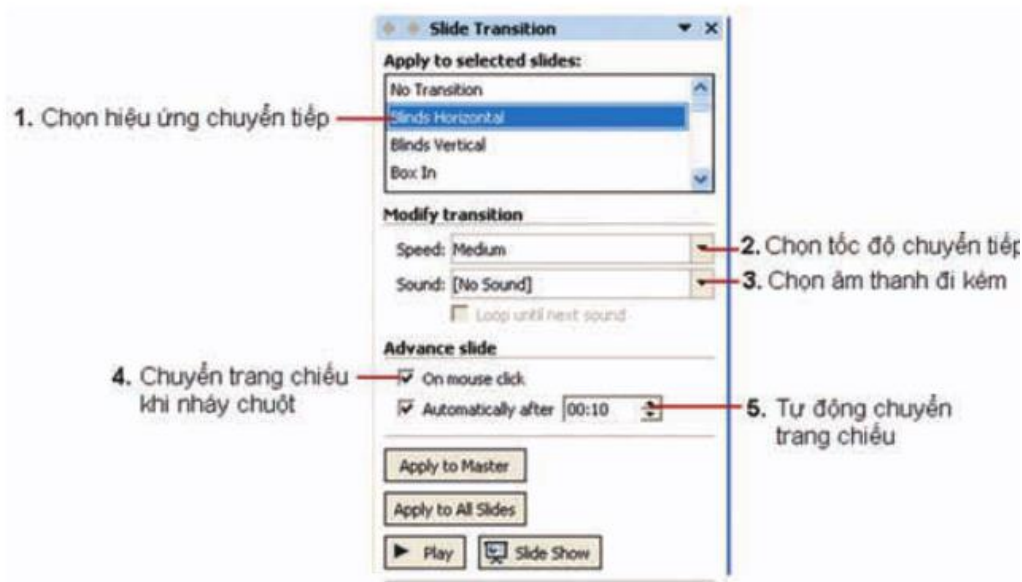 Slide Transition
Apply to selected slides:
No Transition
1. Chọn hiệu ứng chuyển tiếp
Blinds Horizontal
Blinds Vertical
Box In
Modify transition
Speed: Medium
2. Chọn tốc độ chuyển tiếp
Sound: [No Sound]
3. Chọn âm thanh đi kém
Loop until next sound
Advance slide
4. Chuyển trang chiếu
khi nháy chuột
On mouse click
Automatically after 00:10
5. Tự động chuyển
trang chiếu
Apply to Master
Apply to All Slides
Play
Slide Show